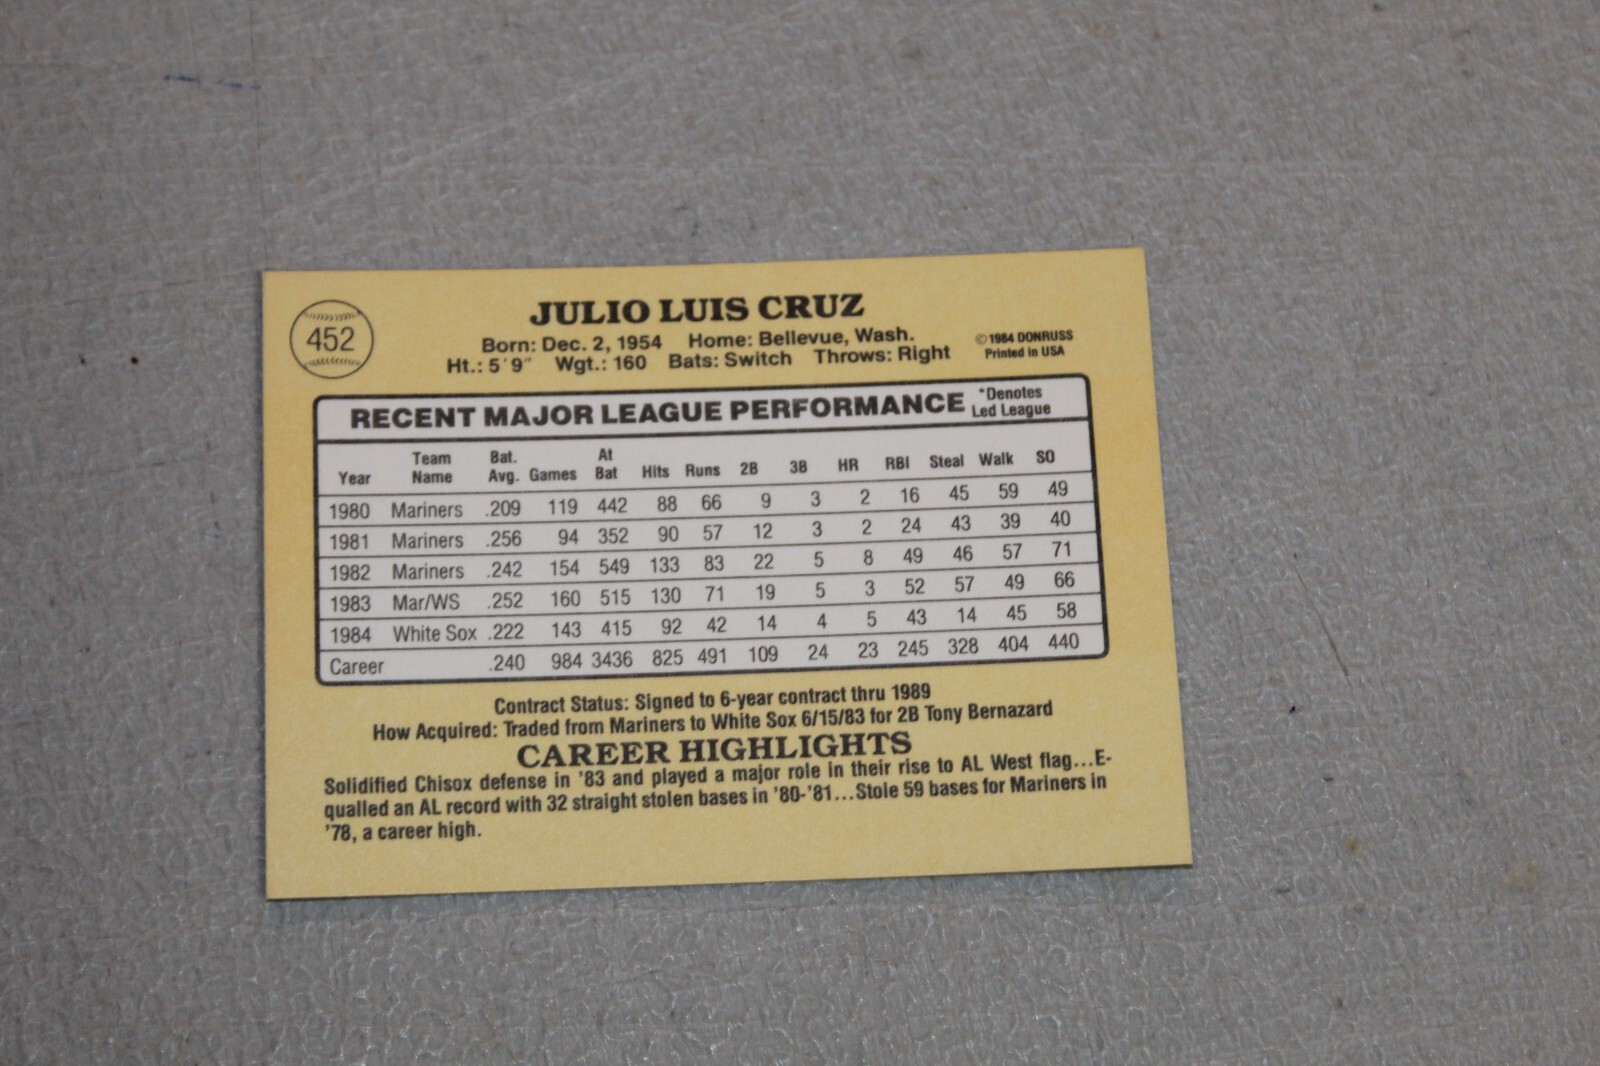 452
JULIO LUIS CRUZ
Born: Dec. 2, 1954 Home: Bellevue, Wash.
Ht.: 5'9" Wgt.: 160 Bats: Switch Throws: Right
©1984 DONRUSS
Printed in USA
RECENT MAJOR LEAGUE PERFORMANCE *Denotes Led League
Year Team Name Bat. Avg. Games At Bat Hits Runs 2B 3B HR RBI Steal Walk SO
1980 Mariners .209 119 442 88 66 9 3 2 16 45 59 49
1981 Mariners .256 94 352 90 57 12 3 2 24 43 39 40
1982 Mariners .242 154 549 133 83 22 5 8 49 46 57 71
1983 Mar/WS .252 160 515 130 71 19 5 3 52 57 49 66
1984 White Sox .222 143 415 92 42 14 4 5 43 14 45 58
Career .240 984 3436 825 491 109 24 23 245 328 404 440
Contract Status: Signed to 6-year contract thru 1989
How Acquired: Traded from Mariners to White Sox 6/15/83 for 2B Tony Bernazard
CAREER HIGHLIGHTS
Solidified Chisox defense in '83 and played a major role in their rise to AL West flag...E-
qualled an AL record with 32 straight stolen bases in '80-'81...Stole 59 bases for Mariners in
'78, a career high.